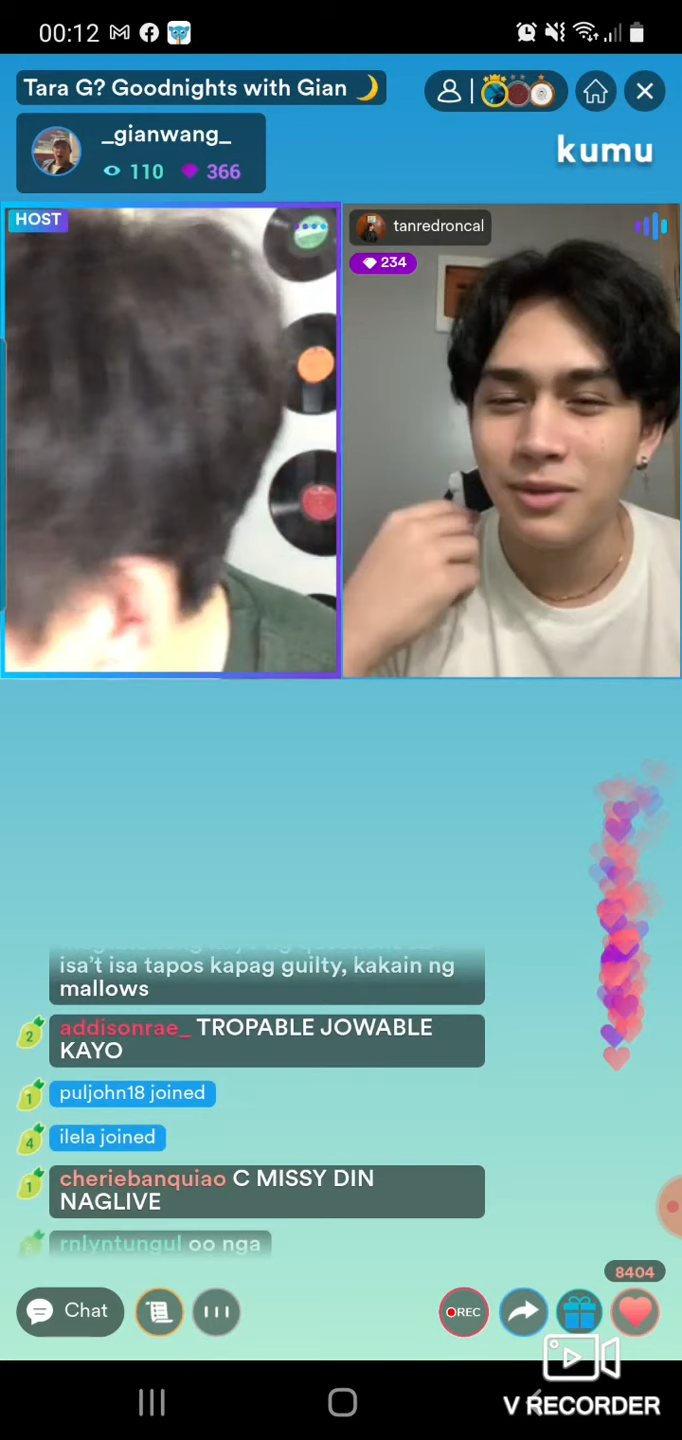 00:12
Tara G? Goodnights with Gian
_gianwang_
110 366
kumu
HOST
tanredroncal
234
isa't isa tapos kapag guilty, kakain ng
mallows
2 addisonrae_ TROPABLE JOWABLE
KAYO
1 puljohn18 joined
4 ilela joined
1 cheriebanquiao C MISSY DIN
NAGLIVE
rnlyntungul oo nga
8404
Chat
REC
V RECORDER